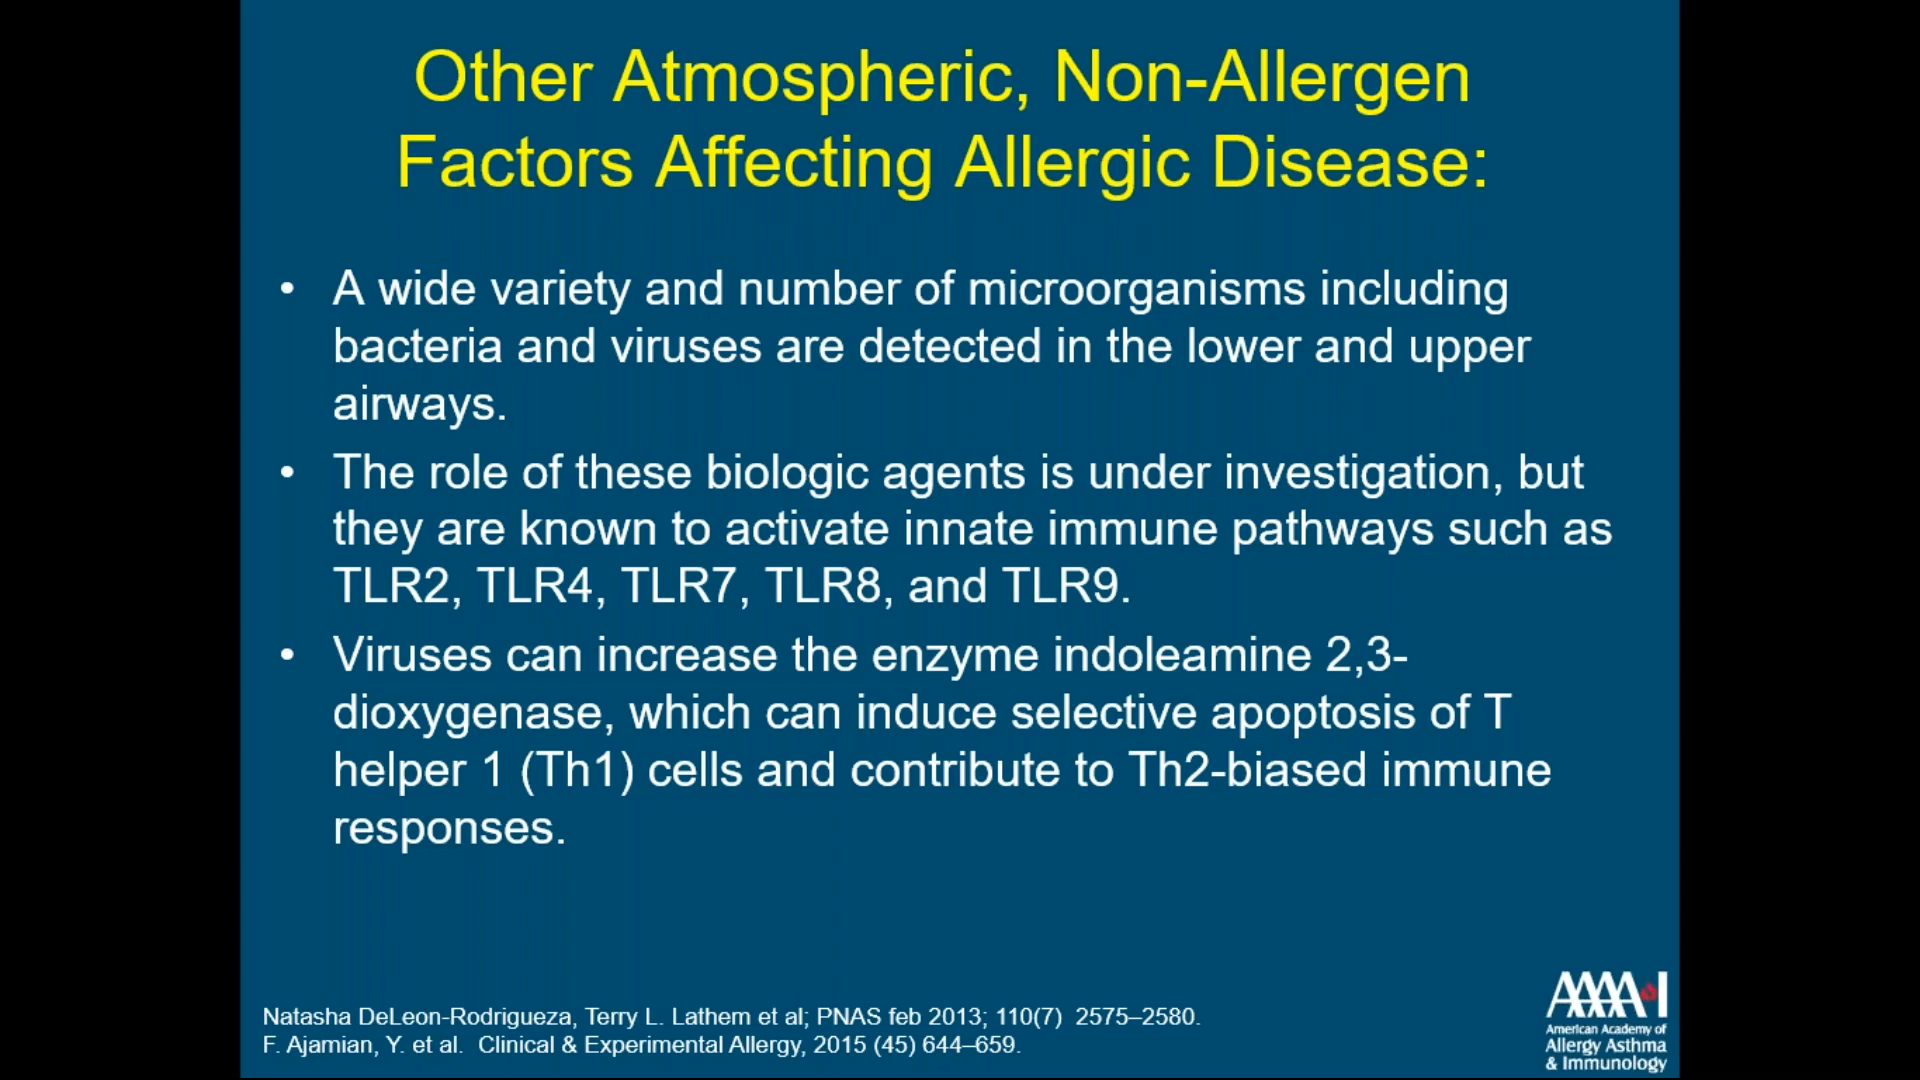 Other Atmospheric, Non-Allergen
Factors Affecting Allergic Disease:
• A wide variety and number of microorganisms including
bacteria and viruses are detected in the lower and upper
airways.
• The role of these biologic agents is under investigation, but
they are known to activate innate immune pathways such as
TLR2, TLR4, TLR7, TLR8, and TLR9.
• Viruses can increase the enzyme indoleamine 2,3-
dioxygenase, which can induce selective apoptosis of T
helper 1 (Th1) cells and contribute to Th2-biased immune
responses.
Natasha DeLeon-Rodrigueza, Terry L. Lathem et al; PNAS feb 2013; 110(7) 2575–2580.
F. Ajamian, Y. et al. Clinical & Experimental Allergy, 2015 (45) 644–659.
AAAAI
American Academy of
Allergy Asthma
& Immunology